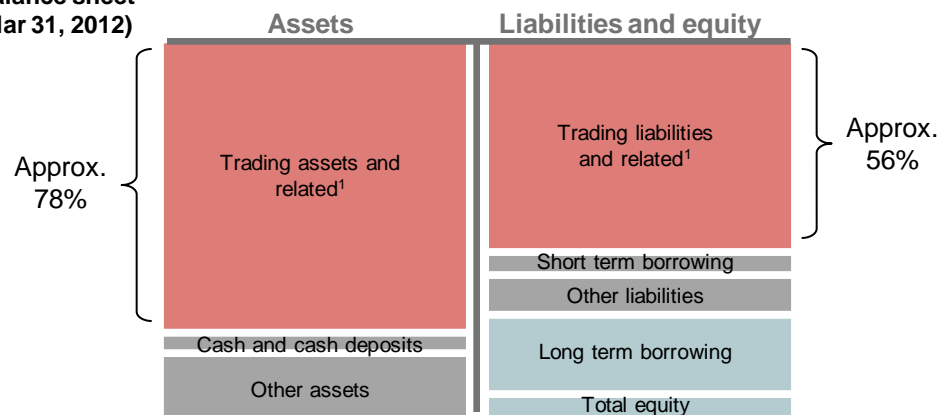 alance sheet
ar 31, 2012)
Assets
Liabilities and equity
Approx.
78%
Trading assets and
related¹
Cash and cash deposits
Other assets
Trading liabilities
and related¹
Short term borrowing
Other liabilities
Long term borrowing
Total equity
Approx.
56%